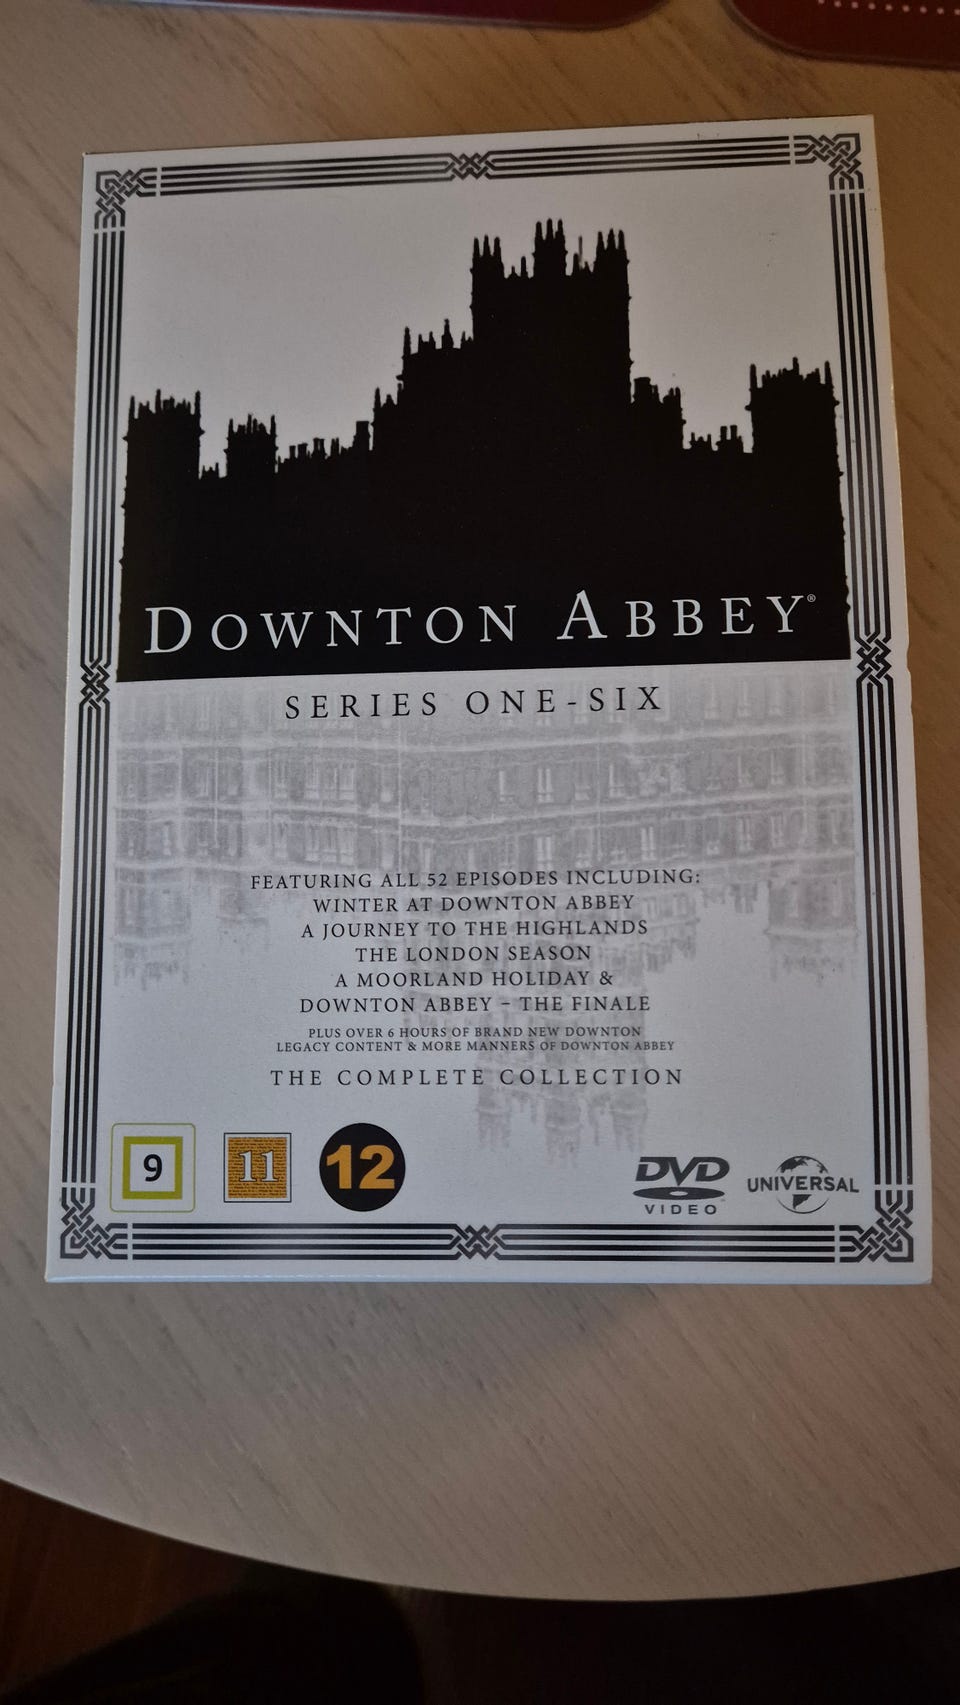 DOWNTON ABBEY®
SERIES ONE-SIX
FEATURING ALL 52 EPISODES INCLUDING:
WINTER AT DOWNTON ABBEY
A JOURNEY TO THE HIGHLANDS
THE LONDON SEASON
A MOORLAND HOLIDAY &
DOWNTON ABBEY – THE FINALE
PLUS OVER 6 HOURS OF BRAND NEW DOWNTON
LEGACY CONTENT & MORE MANNERS OF DOWNTON ABBEY
THE COMPLETE COLLECTION
9 11 12 DVD VIDEO UNIVERSAL